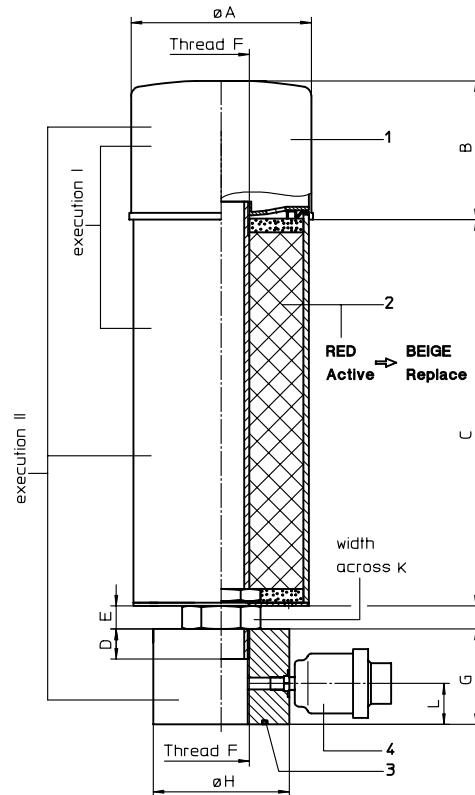 øA
Thread F
1
B
execution I
2
RED
Active
BEIGE
Replace
C
execution II
width
across K
E
D
G
L
4
Thread F
3
øH